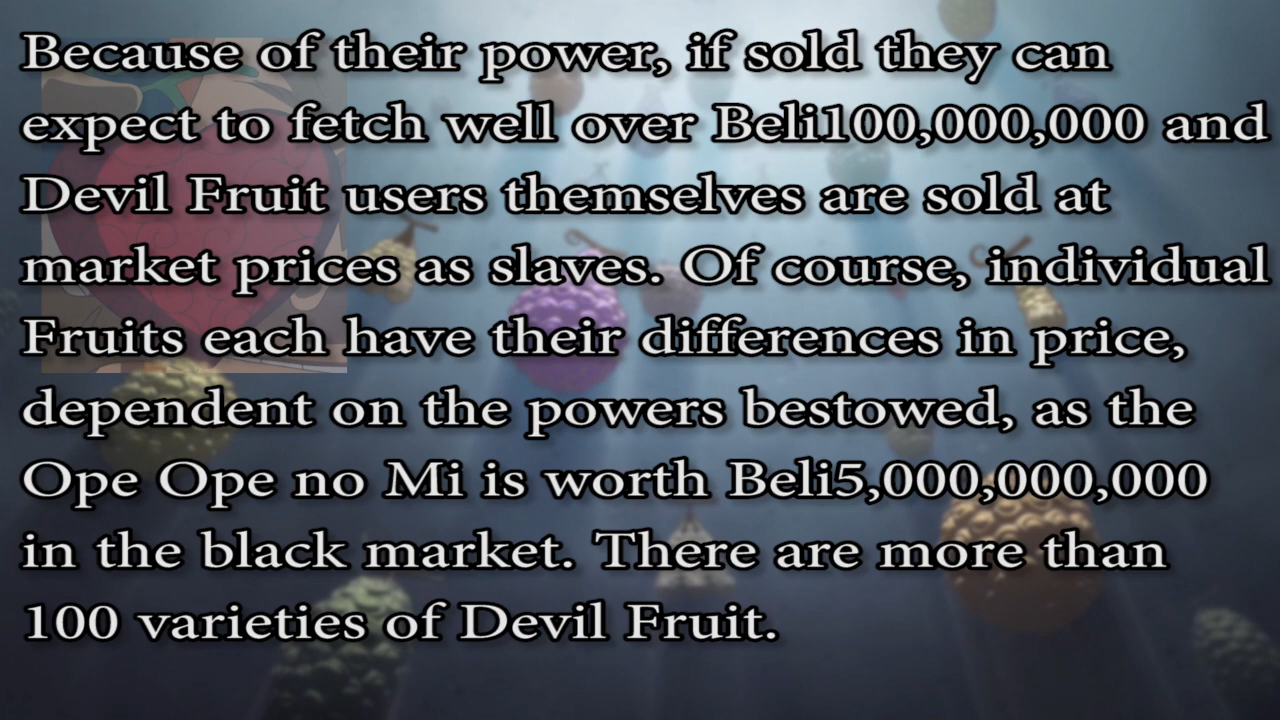 Because of their power, if sold they can
expect to fetch well over Beli100,000,000 and
Devil Fruit users themselves are sold at
market prices as slaves. Of course, individual
Fruits each have their differences in price,
dependent on the powers bestowed, as the
Ope Ope no Mi is worth Beli5,000,000,000
in the black market. There are more than
100 varieties of Devil Fruit.